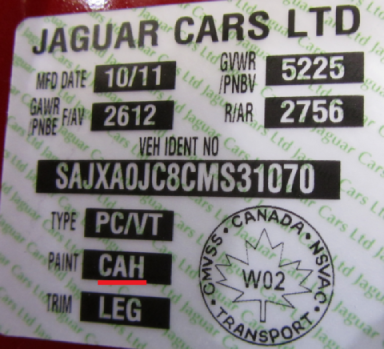 JAGUAR CARS LTD
MFD DATE 10/11 GVWR /PNBV 5225
GAWR /PNBE F/AV 2612 R/AR 2756
VEH IDENT NO
SAJXA0JC8CMS31070
TYPE PC/VT
PAINT CAH
TRIM LEG
CMVSS · CANADA · NSVAC · TRANSPORT
W02